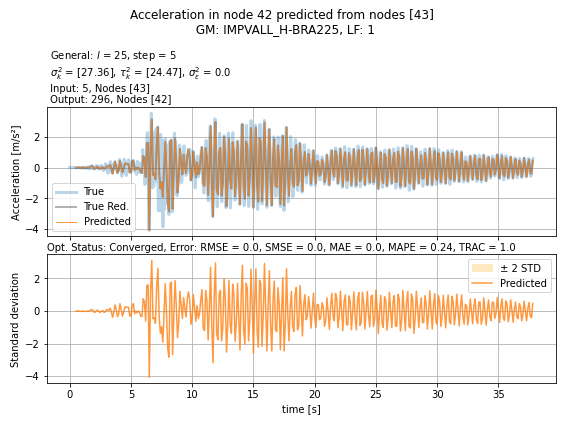 Acceleration in node 42 predicted from nodes [43]
GM: IMPVALL_H-BRA225, LF: 1
General: l = 25, step = 5
σ²ₖ = [27.36], τ²ₖ = [24.47], σ²ε = 0.0
Input: 5, Nodes [43]
Output: 296, Nodes [42]
Acceleration [m/s²]
2
0
−2
−4
True
True Red.
Predicted
Opt. Status: Converged, Error: RMSE = 0.0, SMSE = 0.0, MAE = 0.0, MAPE = 0.24, TRAC = 1.0
Standard deviation
2
0
−2
−4
± 2 STD
Predicted
0 5 10 15 20 25 30 35
time [s]